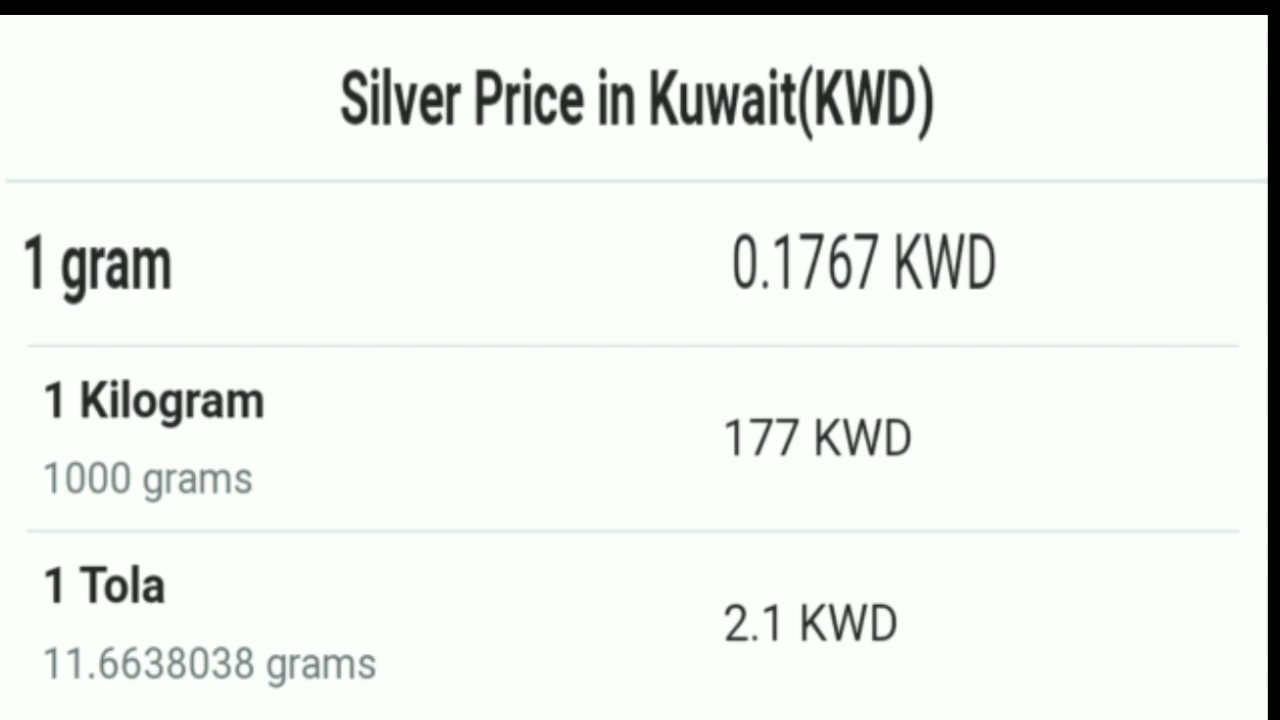 Silver Price in Kuwait(KWD)
1 gram 0.1767 KWD
1 Kilogram
177 KWD
1000 grams
1 Tola
2.1 KWD
11.6638038 grams